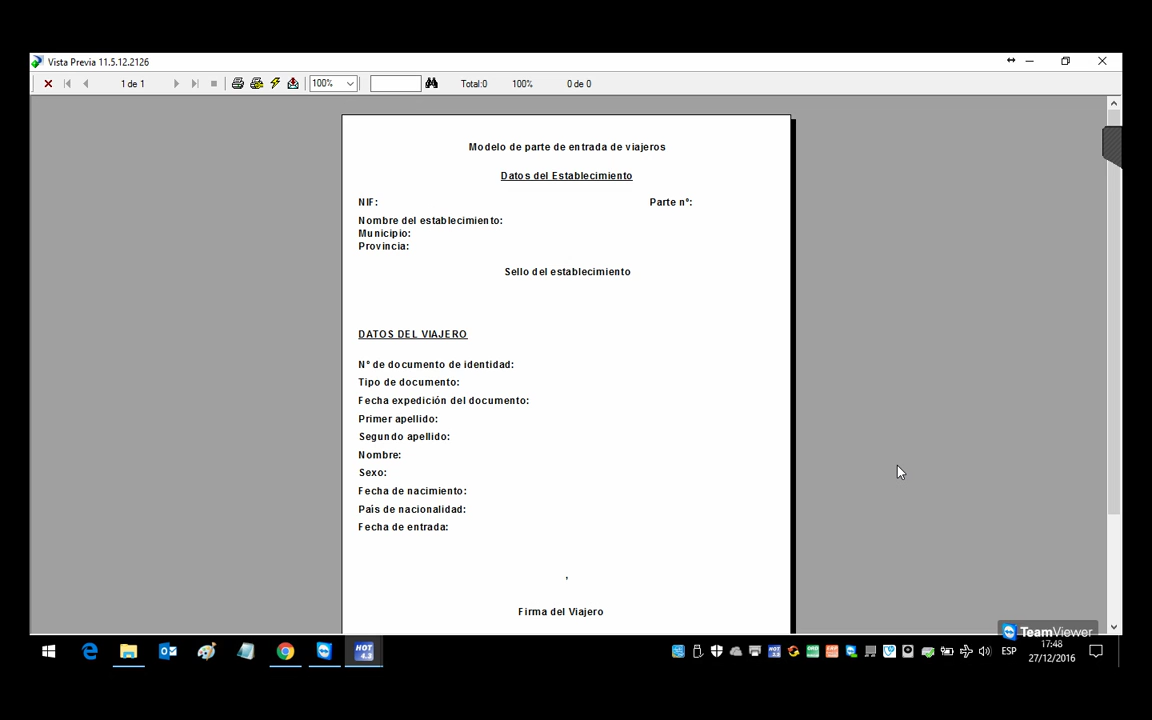 Vista Previa 11.5.12.2126
1 de 1
100%
Total:0 100% 0 de 0
Modelo de parte de entrada de viajeros
Datos del Establecimiento
NIF: Parte nº:
Nombre del establecimiento:
Municipio:
Provincia:
Sello del establecimiento
DATOS DEL VIAJERO
Nº de documento de identidad:
Tipo de documento:
Fecha expedición del documento:
Primer apellido:
Segundo apellido:
Nombre:
Sexo:
Fecha de nacimiento:
País de nacionalidad:
Fecha de entrada:
,
Firma del Viajero
TeamViewer
HOT
4.3
ESP
17:48
27/12/2016